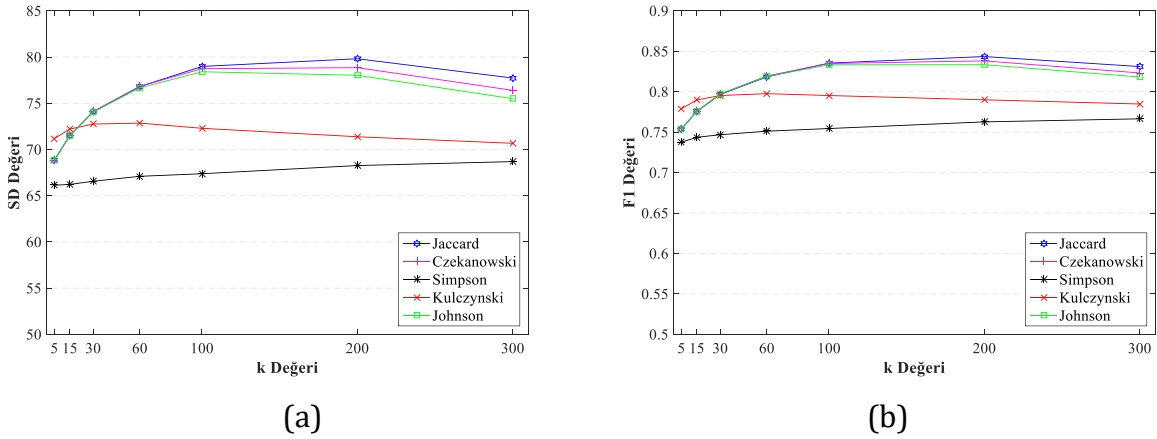 85
80
75
70
65
60
55
50
SD Değeri
5 15 30 60 100 200 300
k Değeri
Jaccard
Czekanowski
Simpson
Kulczynski
Johnson
(a)
0.9
0.85
0.8
0.75
0.7
0.65
0.6
0.55
0.5
F1 Değeri
5 15 30 60 100 200 300
k Değeri
Jaccard
Czekanowski
Simpson
Kulczynski
Johnson
(b)